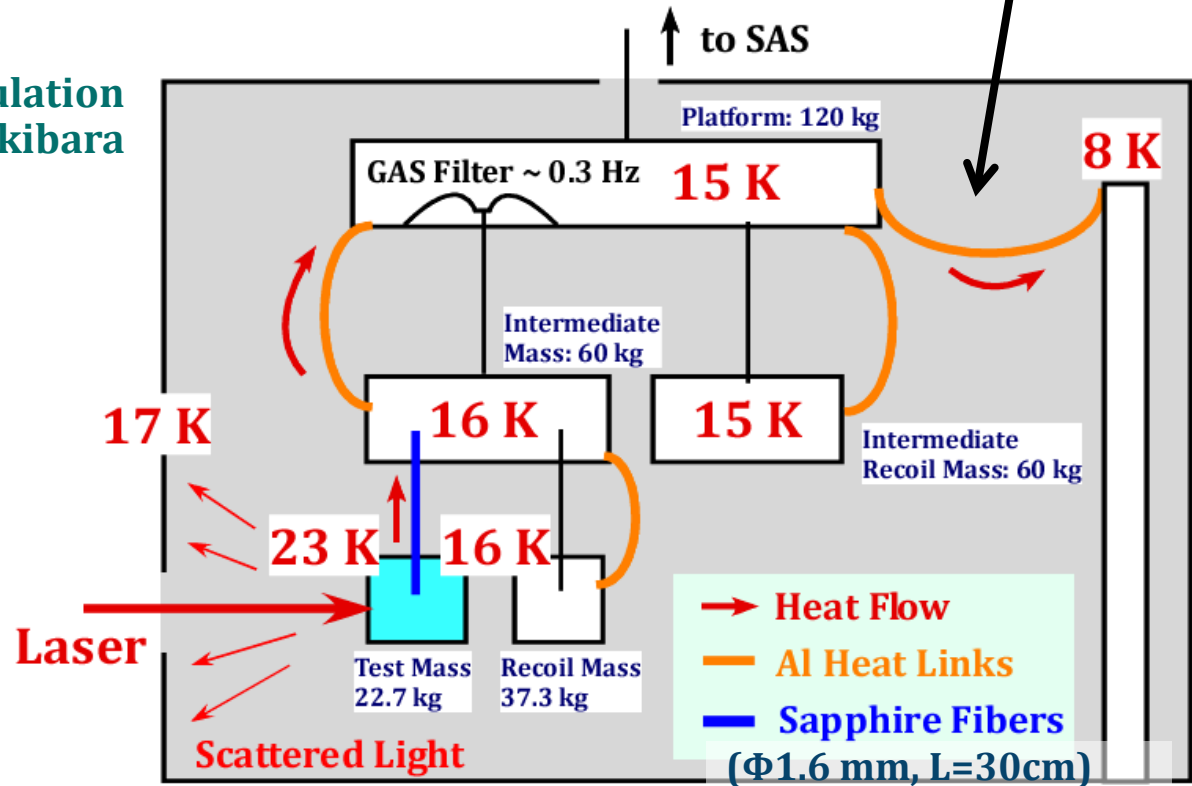 to SAS
Platform: 120 kg
8 K
GAS Filter ~ 0.3 Hz
15 K
Intermediate
Mass: 60 kg
17 K
16 K
15 K
Intermediate
Recoil Mass: 60 kg
23 K
16 K
Laser
Test Mass
22.7 kg
Recoil Mass
37.3 kg
Scattered Light
Heat Flow
Al Heat Links
Sapphire Fibers
(Φ1.6 mm, L=30cm)